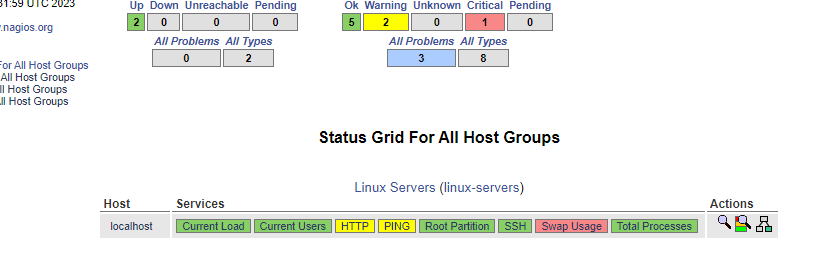 31:59 UTC 2023
.nagios.org
For All Host Groups
All Host Groups
ll Host Groups
ll Host Groups
Up Down Unreachable Pending
2 0 0 0
All Problems All Types
0 2
Ok Warning Unknown Critical Pending
5 2 0 1 0
All Problems All Types
3 8
Status Grid For All Host Groups
Linux Servers (linux-servers)
Host Services Actions
localhost Current Load Current Users HTTP PING Root Partition SSH Swap Usage Total Processes